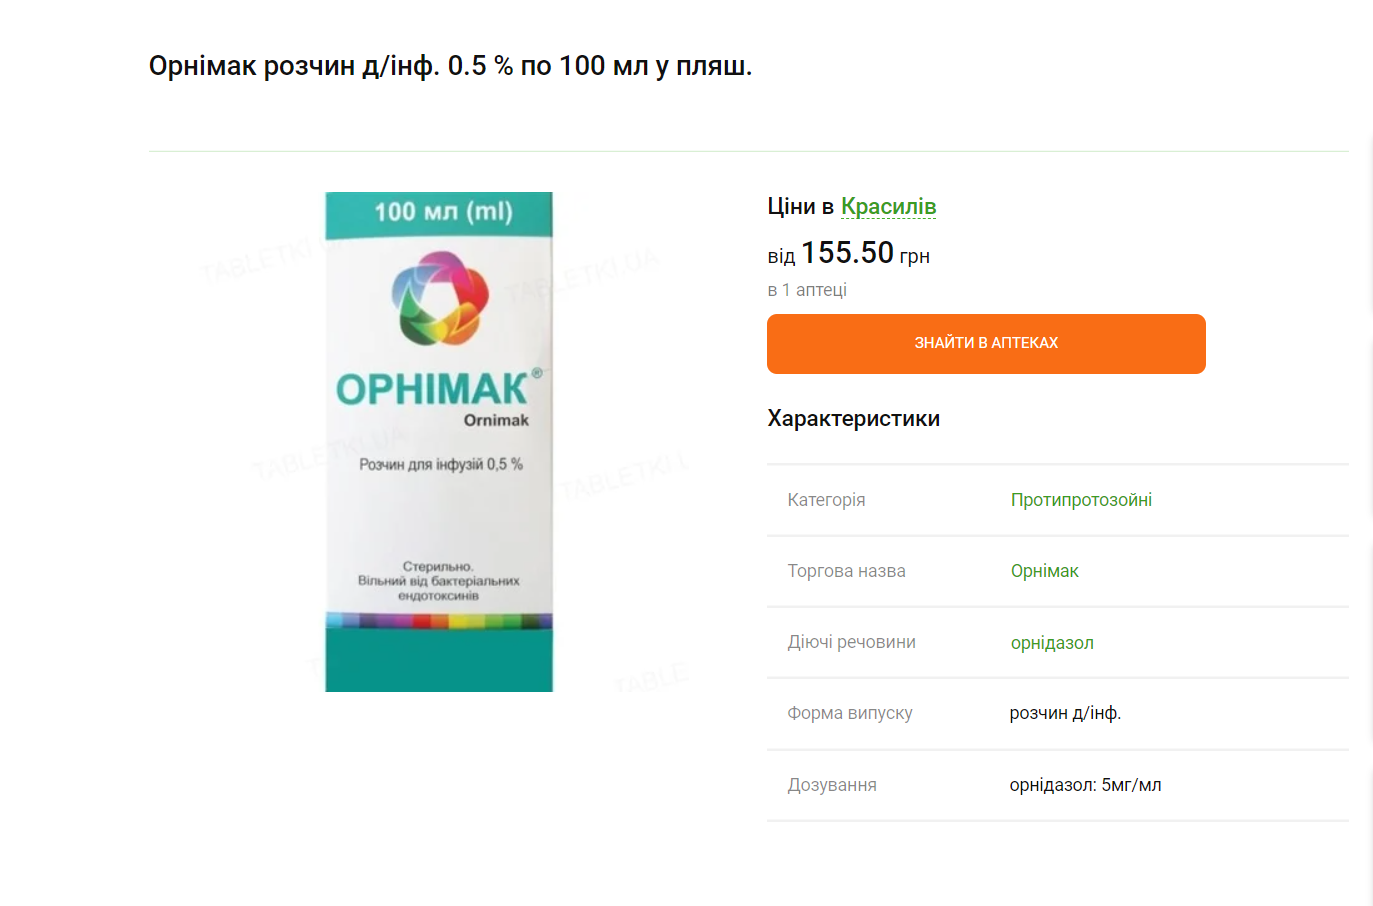 Орнімак розчин д/інф. 0.5 % по 100 мл у пляш.
100 мл (ml)
ОРНІМАК®
Ornimak
Розчин для інфузій 0,5 %
Стерильно.
Вільний від бактеріальних
ендотоксинів
TABLETKI.UA
TABLETKI.UA
Ціни в Красилів
від 155.50 грн
в 1 аптеці
ЗНАЙТИ В АПТЕКАХ
Характеристики
Категорія Протипротозойні
Торгова назва Орнімак
Діючі речовини орнідазол
Форма випуску розчин д/інф.
Дозування орнідазол: 5мг/мл